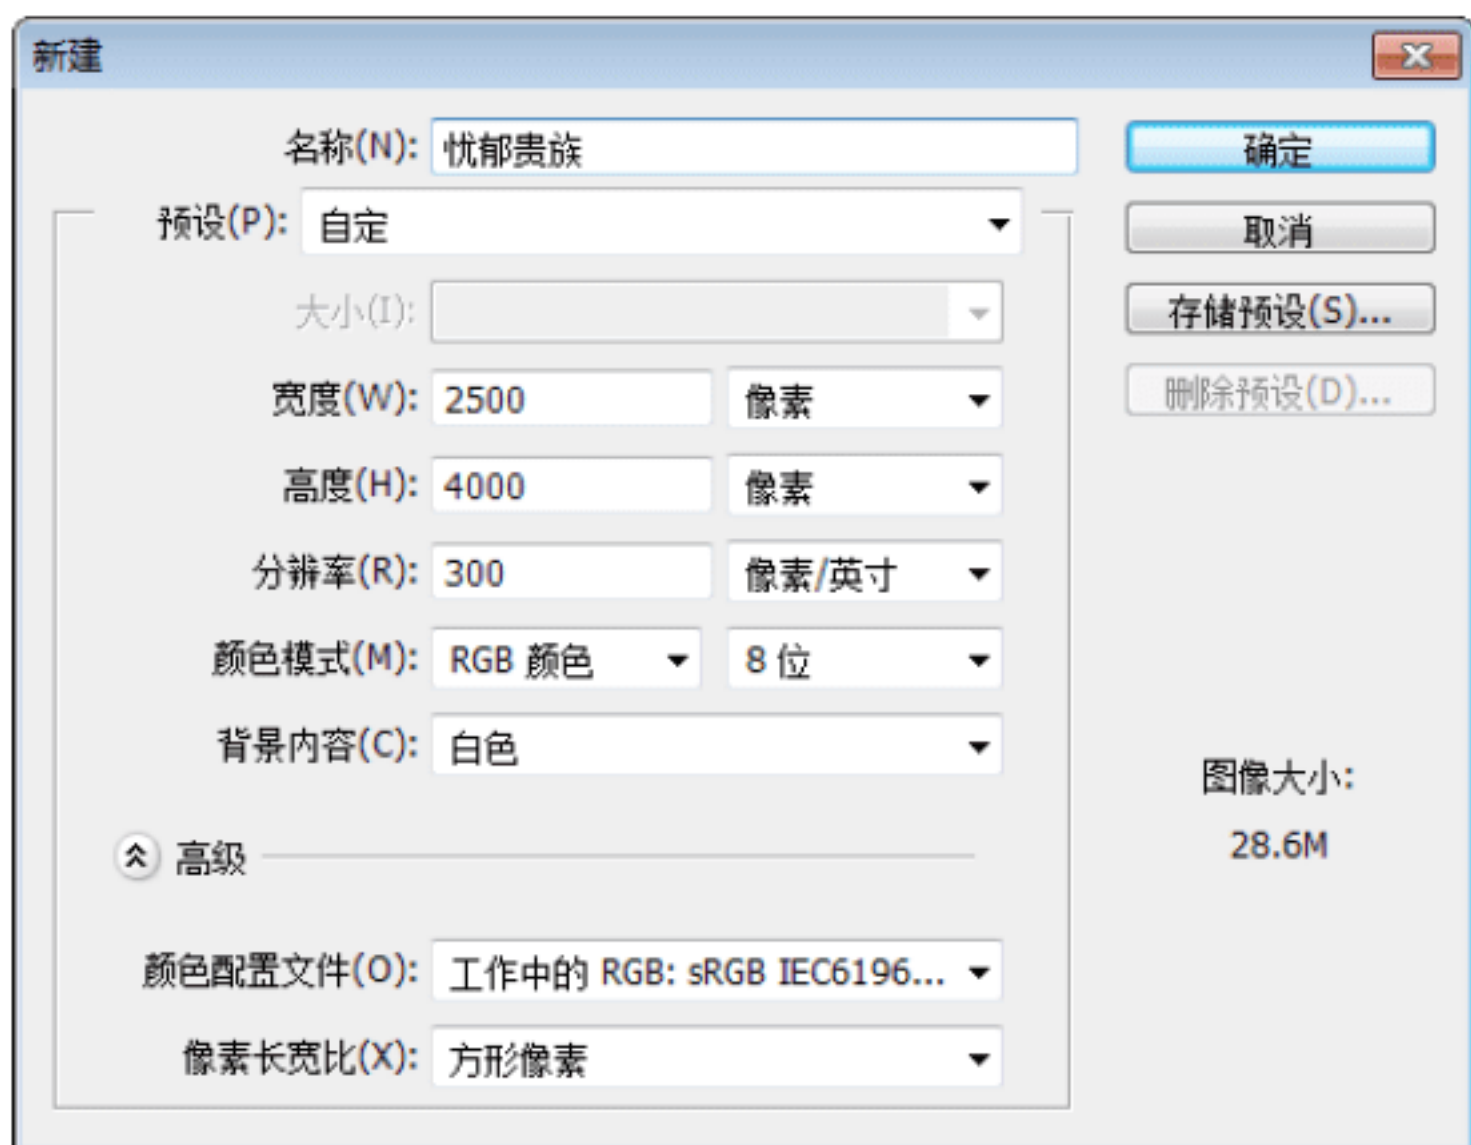 新建
名称(N): 忧郁贵族
确定
预设(P): 自定
取消
大小(I):
存储预设(S)...
宽度(W): 2500 像素
删除预设(D)...
高度(H): 4000 像素
分辨率(R): 300 像素/英寸
颜色模式(M): RGB 颜色 8 位
背景内容(C): 白色
图像大小:
28.6M
高级
颜色配置文件(O): 工作中的 RGB: sRGB IEC6196...
像素长宽比(X): 方形像素